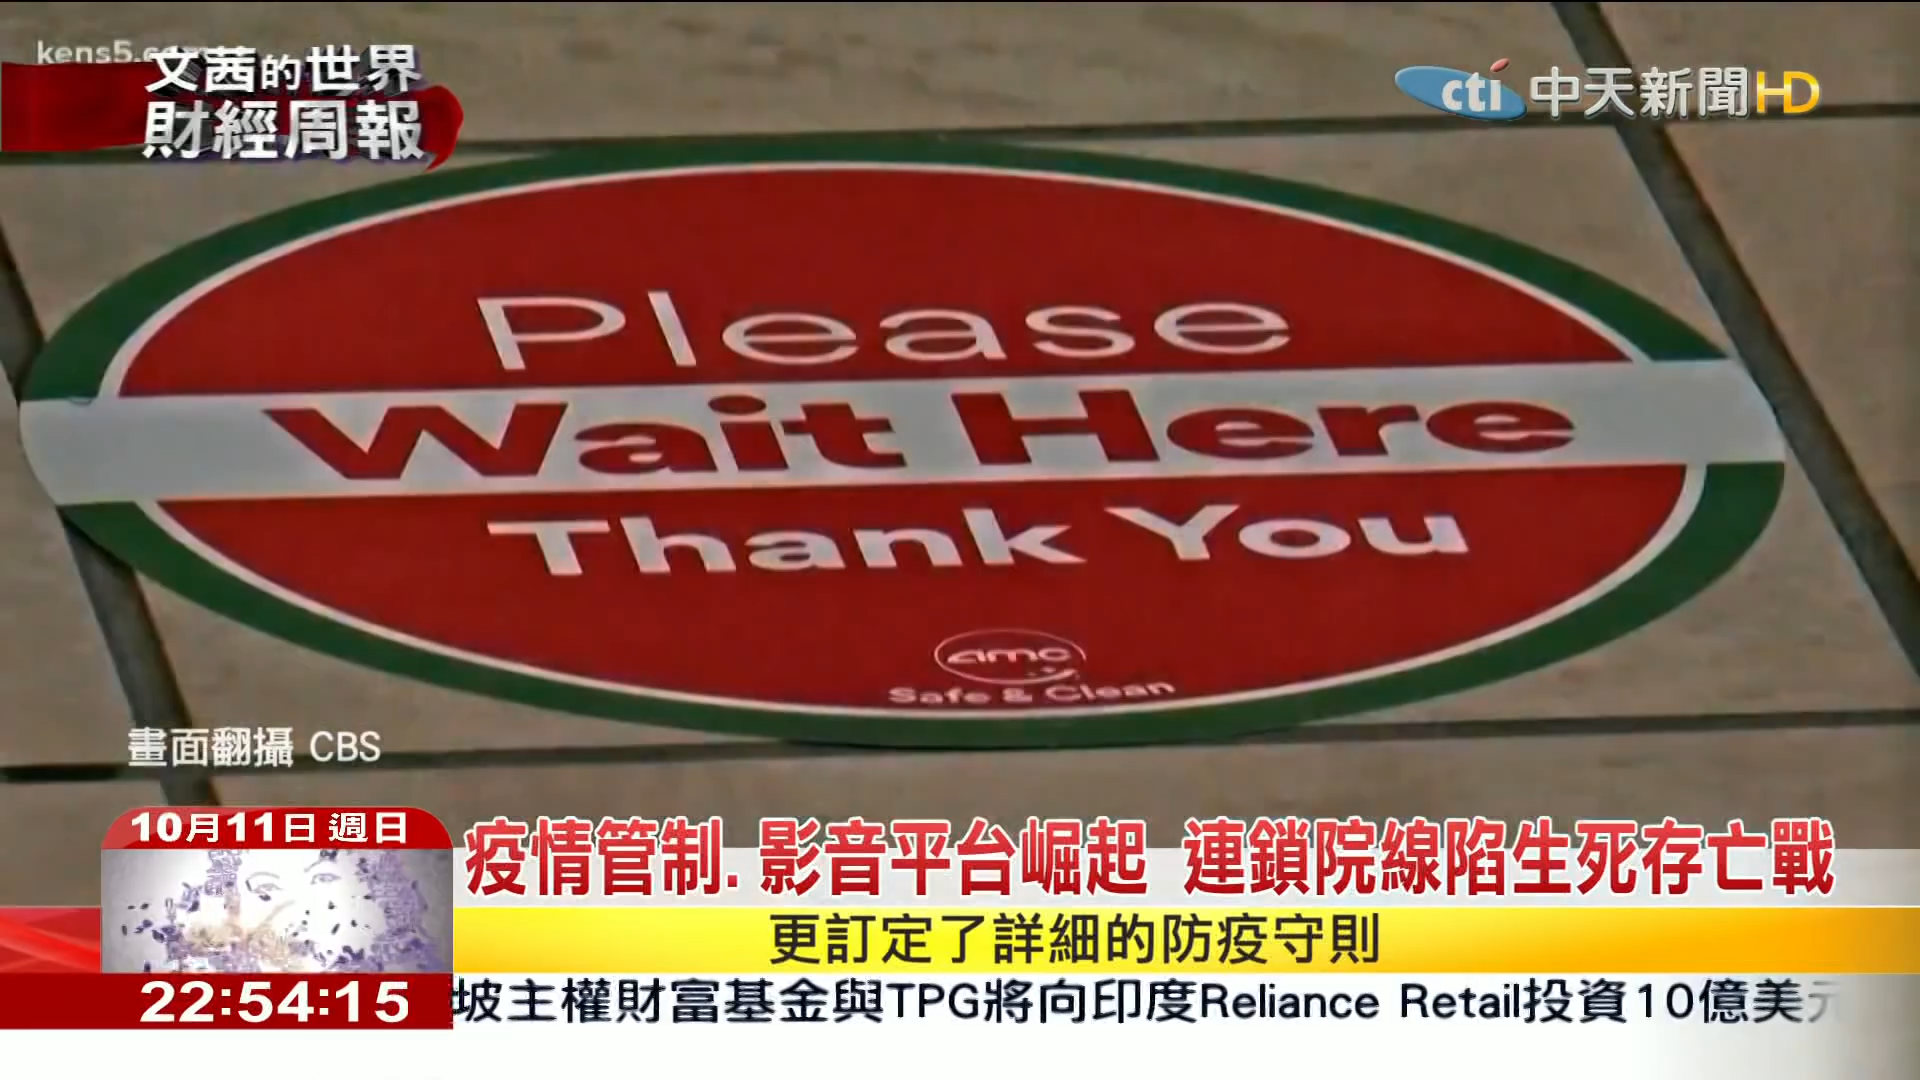 kens5.com
文茜的世界
財經周報
cti 中天新聞HD
Please
Wait Here
Thank You
amc
Safe & Clean
畫面翻攝 CBS
10月11日 週日
疫情管制.影音平台崛起 連鎖院線陷生死存亡戰
更訂定了詳細的防疫守則
22:54:15
坡主權財富基金與TPG將向印度Reliance Retail投資10億美元